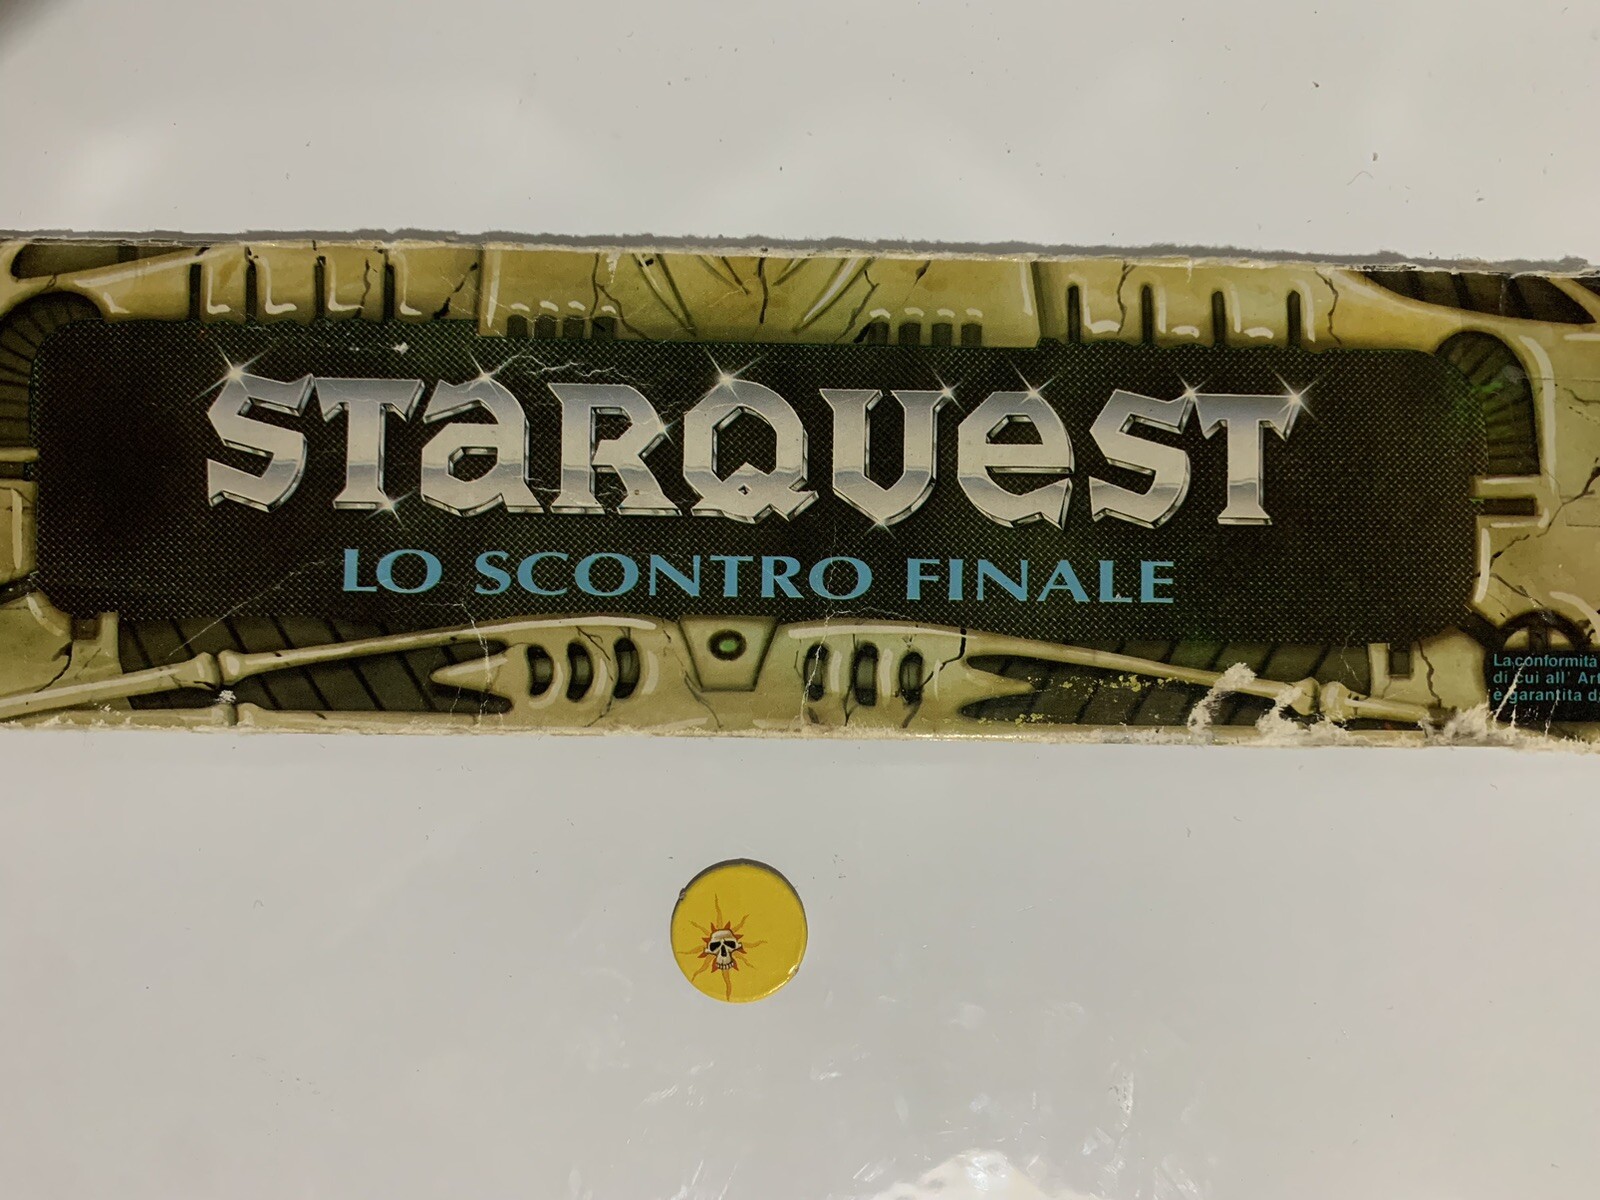 STARQUEST
LO SCONTRO FINALE
La conformità
di cui all' Art
è garantita da